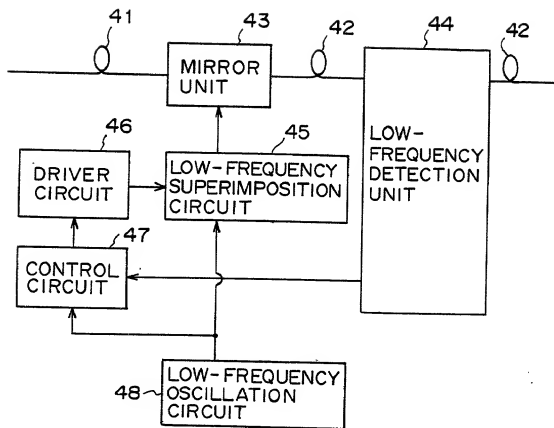 41
43
42
44
42
MIRROR
UNIT
46
45
LOW-
FREQUENCY
DETECTION
UNIT
DRIVER
CIRCUIT
LOW-FREQUENCY
SUPERIMPOSITION
CIRCUIT
47
CONTROL
CIRCUIT
48
LOW-FREQUENCY
OSCILLATION
CIRCUIT